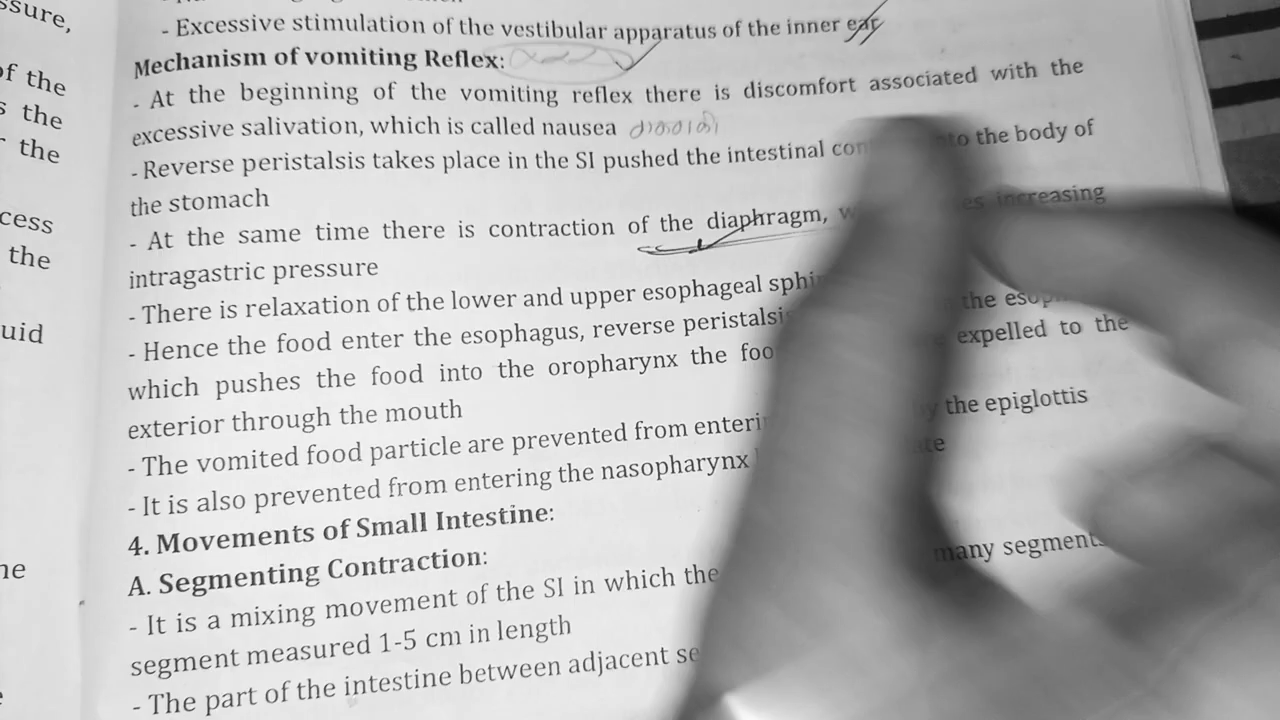 ssure,
of the
s the
r the
cess
the
uid
ne
- Excessive stimulation of the vestibular apparatus of the inner ear
Mechanism of vomiting Reflex:
- At the beginning of the vomiting reflex there is discomfort associated with the
excessive salivation, which is called nausea
- Reverse peristalsis takes place in the SI pushed the intestinal con to the body of
the stomach
- At the same time there is contraction of the diaphragm, w es increasing
intragastric pressure
- There is relaxation of the lower and upper esophageal sphin
- Hence the food enter the esophagus, reverse peristalsis the esop
which pushes the food into the oropharynx the foo expelled to the
exterior through the mouth
- The vomited food particle are prevented from enteri by the epiglottis
- It is also prevented from entering the nasopharynx ate
4. Movements of Small Intestine:
A. Segmenting Contraction:
- It is a mixing movement of the SI in which the many segments
segment measured 1-5 cm in length
- The part of the intestine between adjacent se